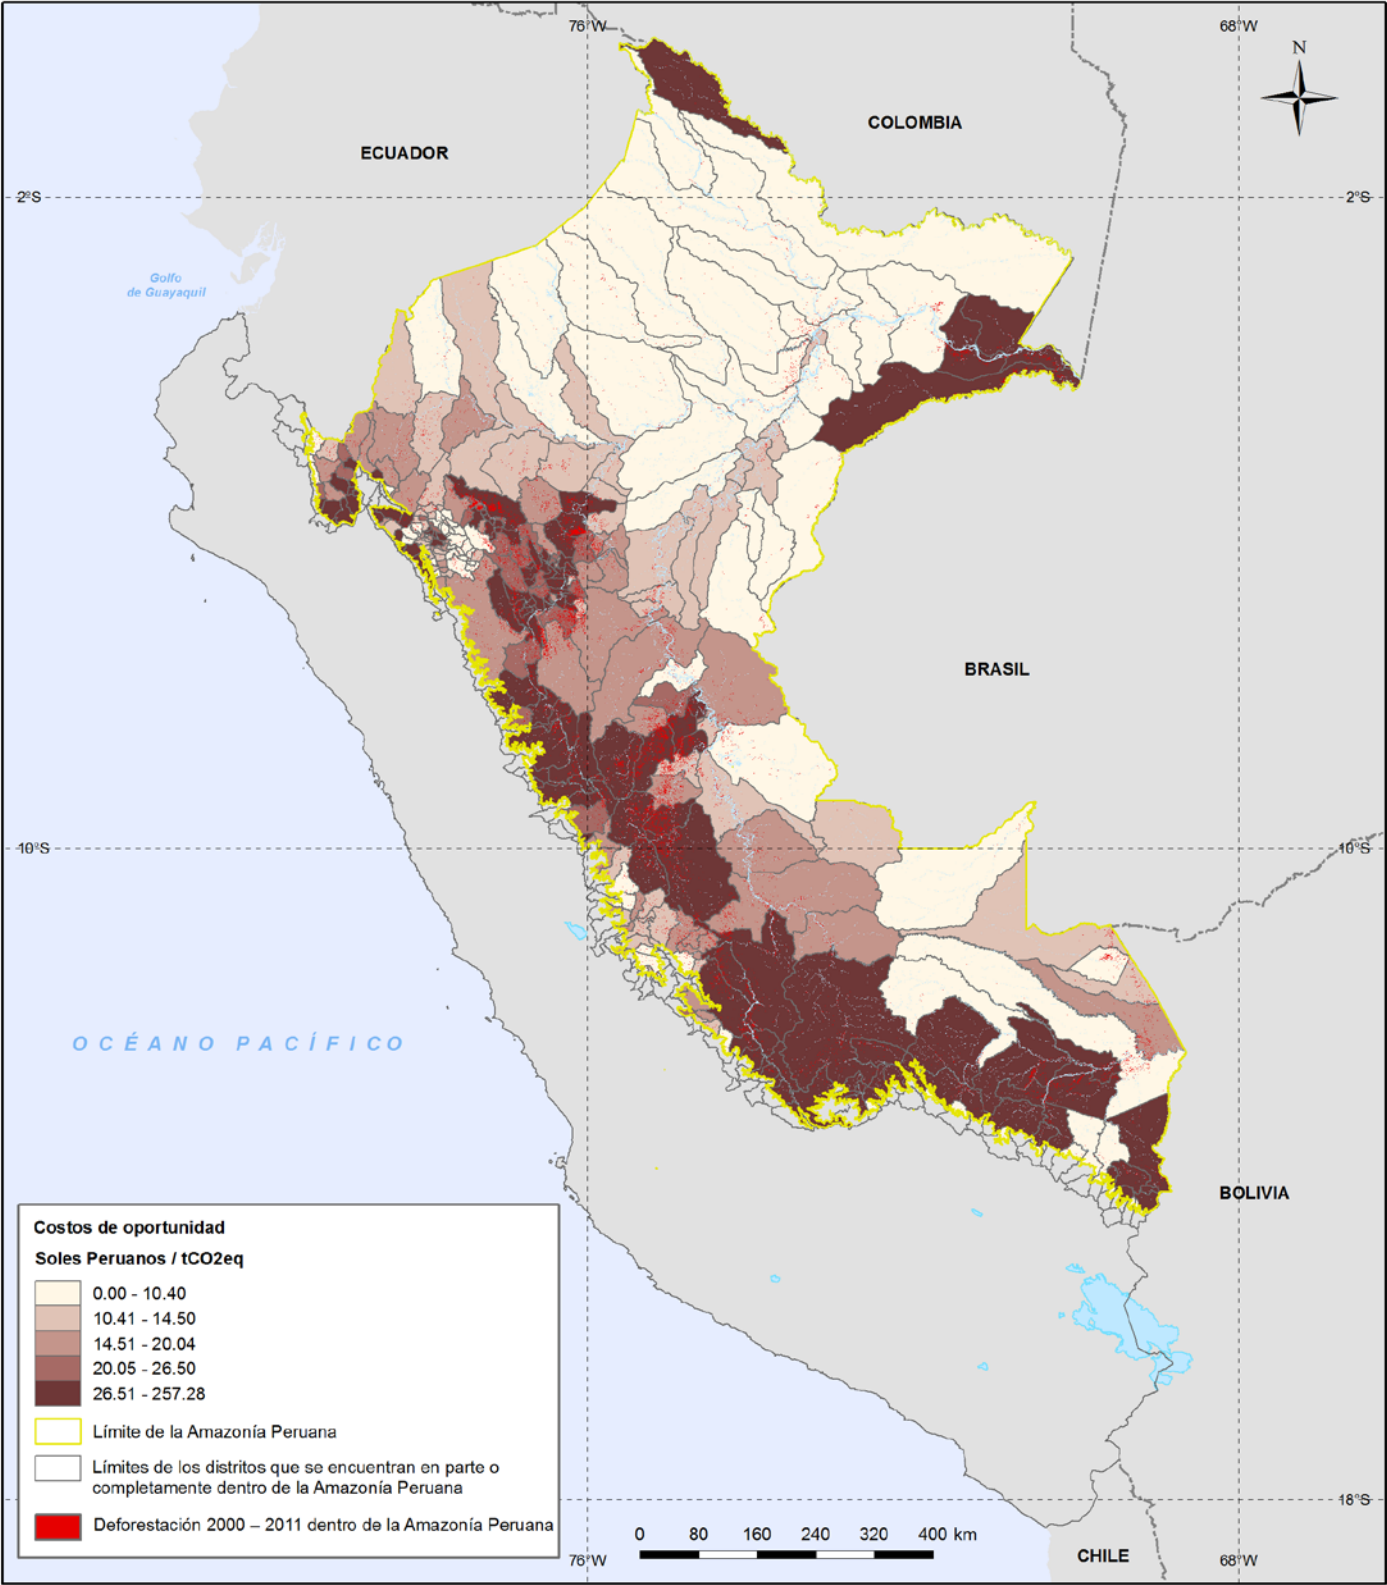 76°W
68°W
N
COLOMBIA
ECUADOR
2°S
2°S
Golfo
de Guayaquil
BRASIL
10°S
10°S
OCÉANO PACÍFICO
BOLIVIA
Costos de oportunidad
Soles Peruanos / tCO2eq
0.00 - 10.40
10.41 - 14.50
14.51 - 20.04
20.05 - 26.50
26.51 - 257.28
Límite de la Amazonía Peruana
Límites de los distritos que se encuentran en parte o
completamente dentro de la Amazonía Peruana
Deforestación 2000 – 2011 dentro de la Amazonía Peruana
18°S
0 80 160 240 320 400 km
76°W
CHILE
68°W